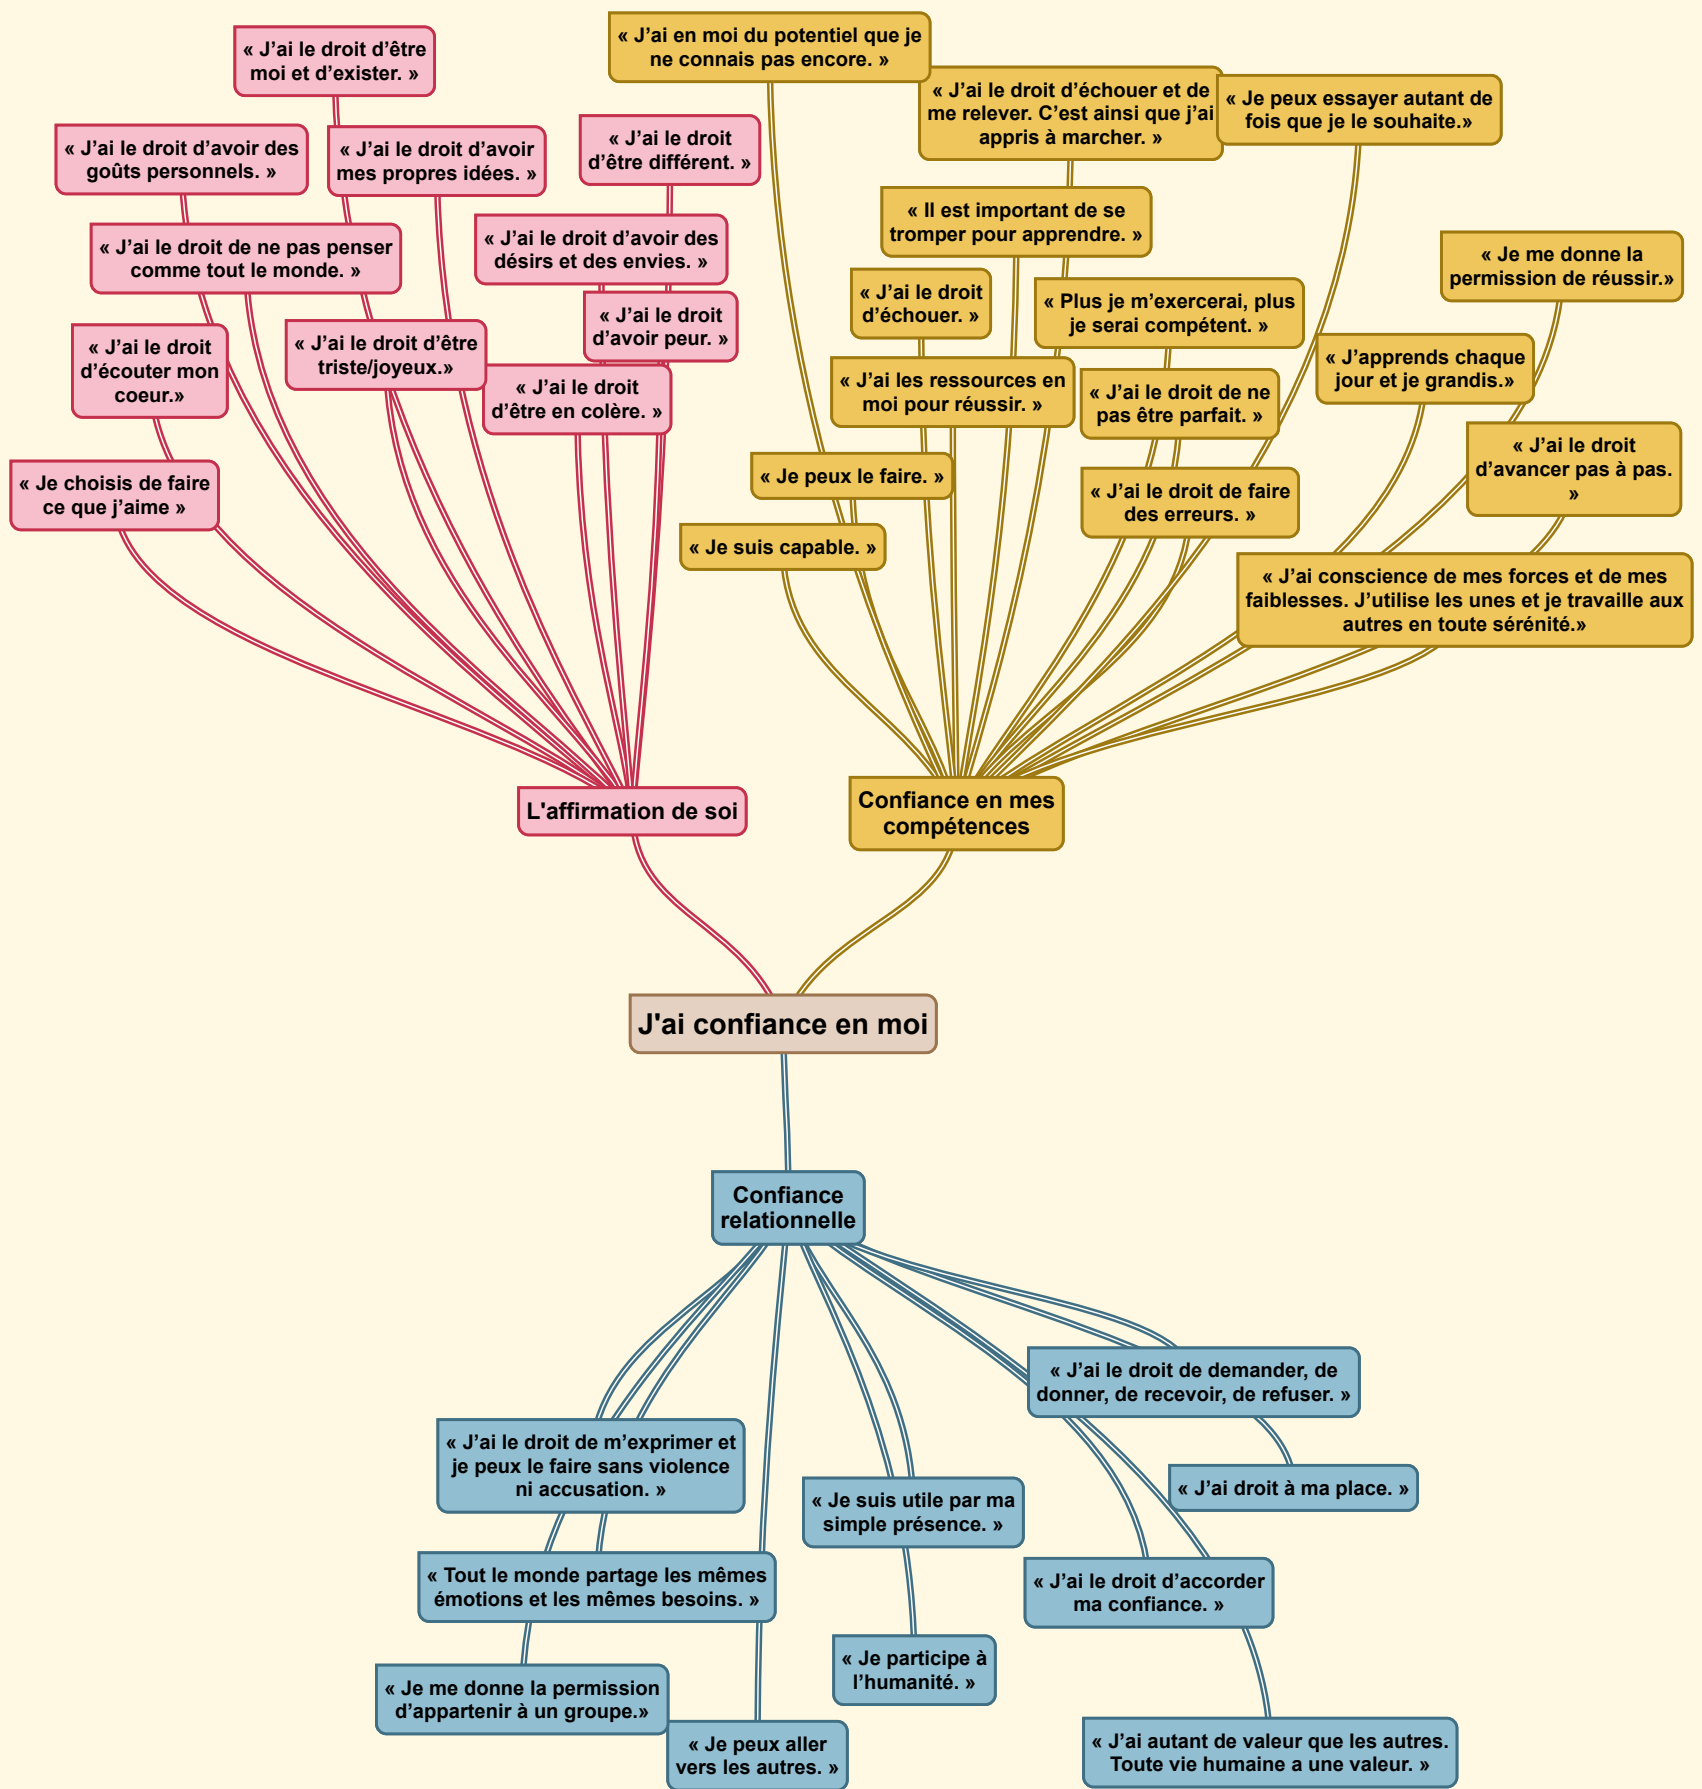 « J’ai le droit d’être
moi et d’exister. »
« J’ai le droit d’avoir des
goûts personnels. »
« J’ai le droit d’avoir
mes propres idées. »
« J’ai le droit
d’être différent. »
« J’ai le droit de ne pas penser
comme tout le monde. »
« J’ai le droit d’avoir des
désirs et des envies. »
« J’ai le droit
d’avoir peur. »
« J’ai le droit
d’écouter mon
coeur.»
« J’ai le droit d’être
triste/joyeux.»
« J’ai le droit
d’être en colère. »
« Je choisis de faire
ce que j’aime »
L'affirmation de soi
« J’ai en moi du potentiel que je
ne connais pas encore. »
« J’ai le droit d’échouer et de
me relever. C’est ainsi que j’ai
appris à marcher. »
« Je peux essayer autant de
fois que je le souhaite.»
« Il est important de se
tromper pour apprendre. »
« Je me donne la
permission de réussir.»
« J’ai le droit
d’échouer. »
« Plus je m’exercerai, plus
je serai compétent. »
« J’apprends chaque
jour et je grandis.»
« J’ai les ressources en
moi pour réussir. »
« J’ai le droit de ne
pas être parfait. »
« J’ai le droit
d’avancer pas à pas.
»
« Je peux le faire. »
« J’ai le droit de faire
des erreurs. »
« Je suis capable. »
« J’ai conscience de mes forces et de mes
faiblesses. J’utilise les unes et je travaille aux
autres en toute sérénité.»
Confiance en mes
compétences
J'ai confiance en moi
Confiance
relationnelle
« J’ai le droit de demander, de
donner, de recevoir, de refuser. »
« J’ai le droit de m’exprimer et
je peux le faire sans violence
ni accusation. »
« J’ai droit à ma place. »
« Je suis utile par ma
simple présence. »
« Tout le monde partage les mêmes
émotions et les mêmes besoins. »
« J’ai le droit d’accorder
ma confiance. »
« Je participe à
l’humanité. »
« Je me donne la permission
d’appartenir à un groupe.»
« Je peux aller
vers les autres. »
« J’ai autant de valeur que les autres.
Toute vie humaine a une valeur. »